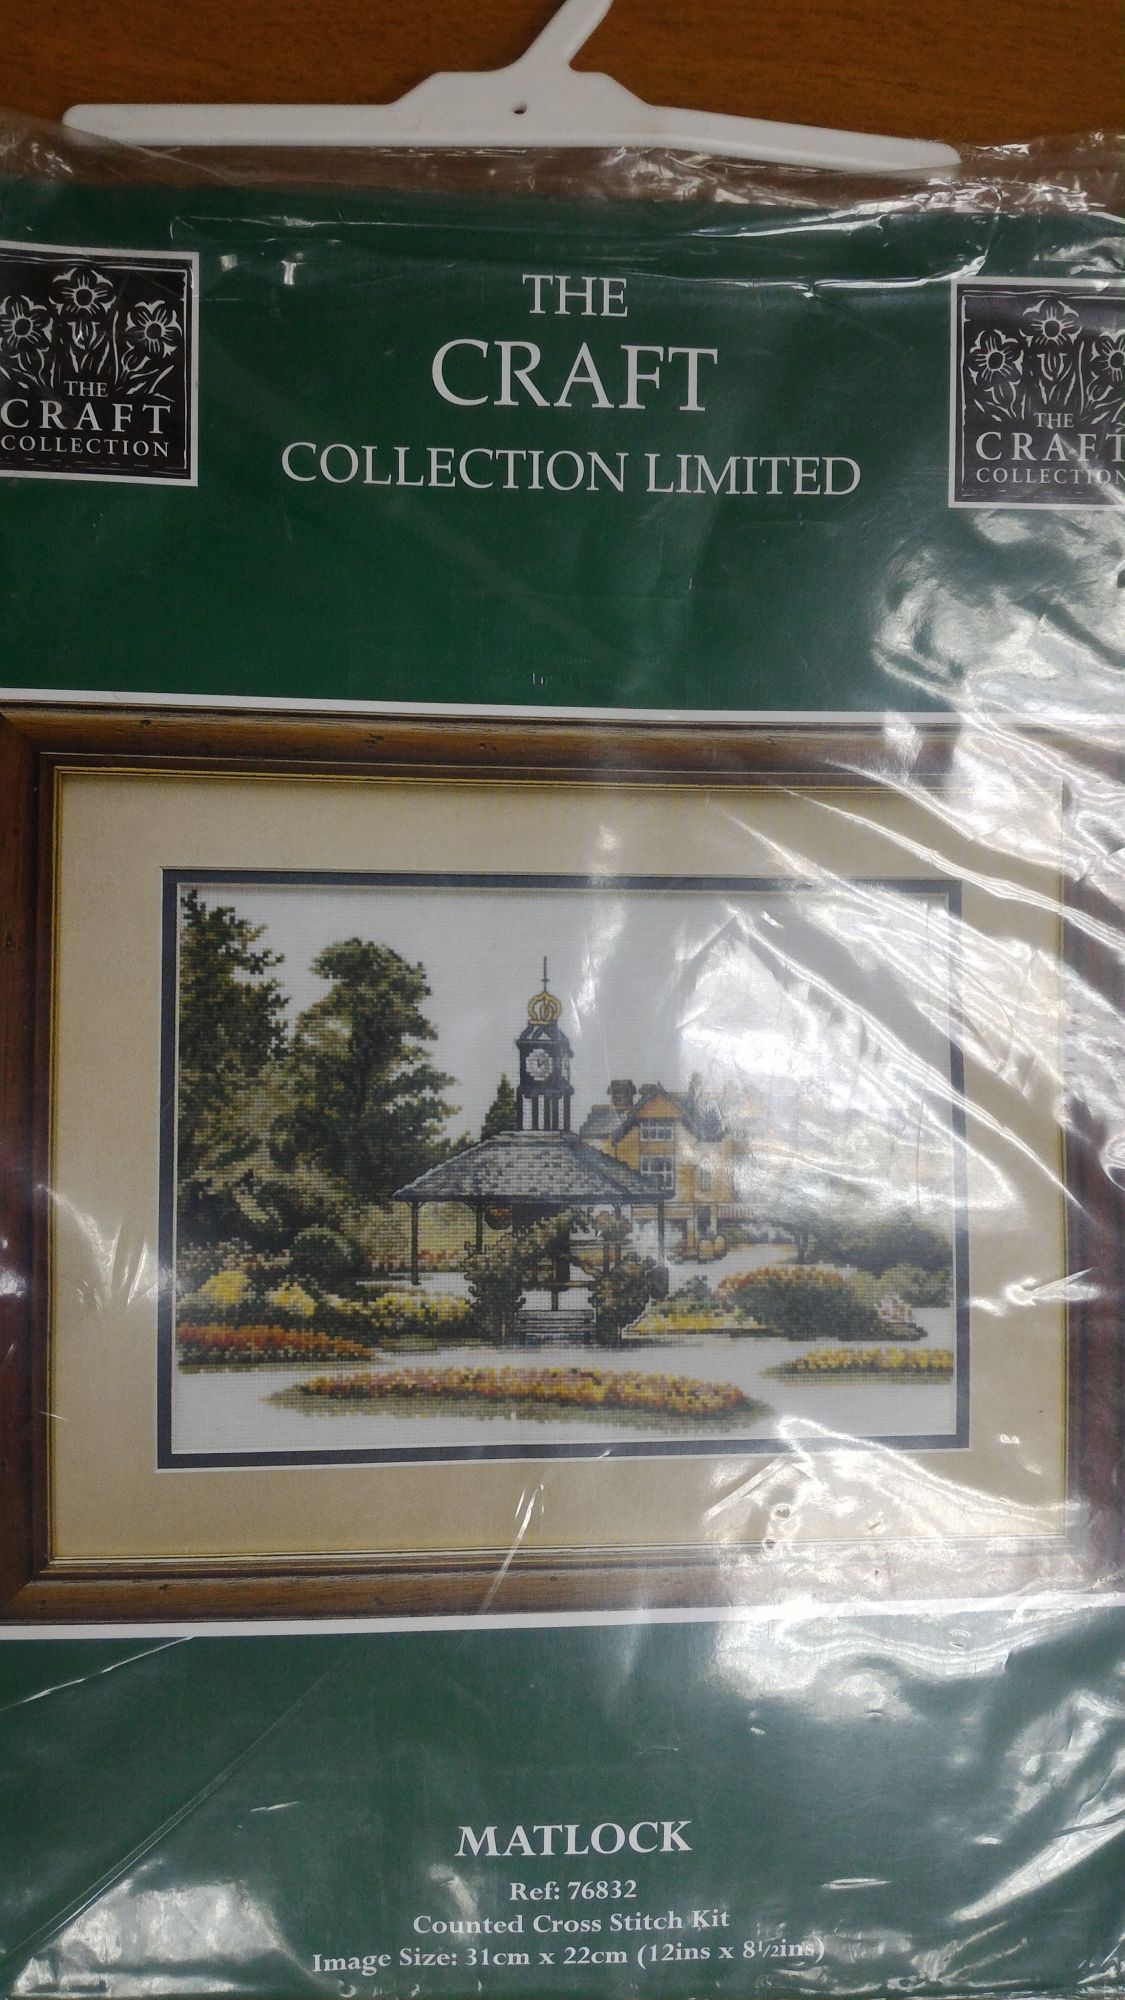 THE
CRAFT
COLLECTION LIMITED
THE
CRAFT
COLLECTION
THE
CRAFT
COLLECTION
MATLOCK
Ref: 76832
Counted Cross Stitch Kit
Image Size: 31cm x 22cm (12ins x 8½ins)